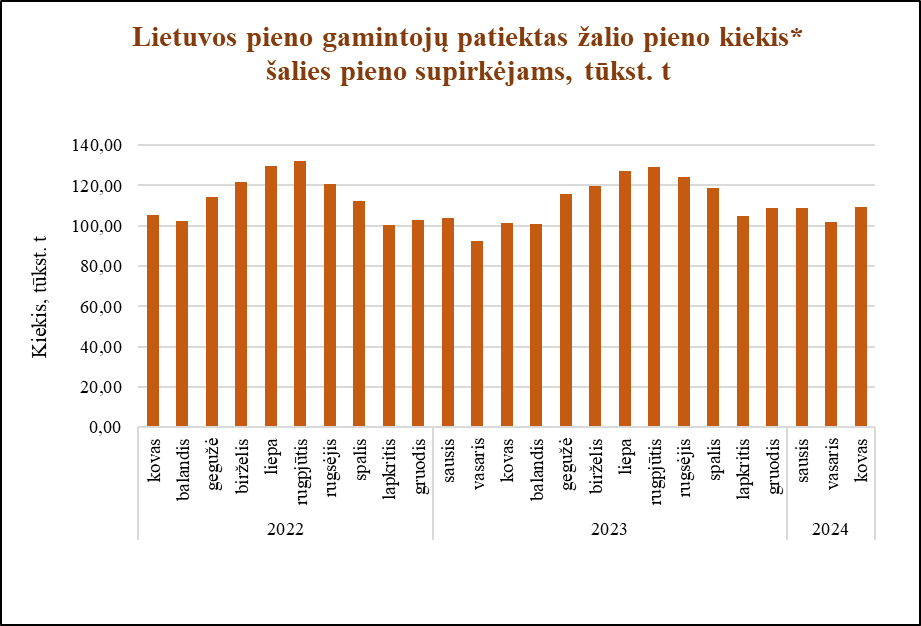 Lietuvos pieno gamintojų patiektas žalio pieno kiekis*
šalies pieno supirkėjams, tūkst. t
Kiekis, tūkst. t
140,00
120,00
100,00
80,00
60,00
40,00
20,00
0,00
kovas
balandis
gegužė
birželis
liepa
rugpjūtis
rugsėjis
spalis
lapkritis
gruodis
sausis
vasaris
kovas
balandis
gegužė
birželis
liepa
rugpjūtis
rugsėjis
spalis
lapkritis
gruodis
sausis
vasaris
kovas
2022
2023
2024